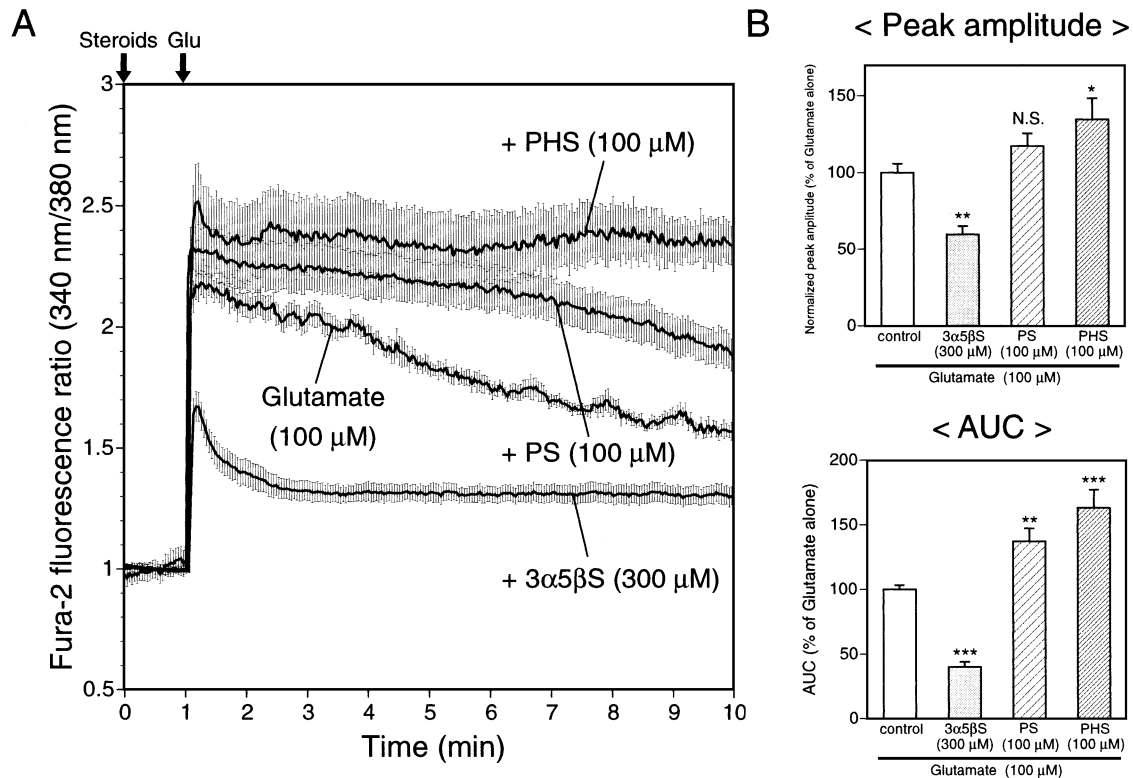 A
Steroids Glu
3
2.5
2
1.5
1
0.5
Fura-2 fluorescence ratio (340 nm/380 nm)
+ PHS (100 μM)
Glutamate
(100 μM)
+ PS (100 μM)
+ 3α5βS (300 μM)
0 1 2 3 4 5 6 7 8 9 10
Time (min)
B
< Peak amplitude >
Normalized peak amplitude (% of Glutamate alone)
150
100
50
0
**
N.S.
*
control 3α5βS PS PHS
(300 μM) (100 μM) (100 μM)
Glutamate (100 μM)
< AUC >
AUC (% of Glutamate alone)
200
150
100
50
0
***
**
***
control 3α5βS PS PHS
(300 μM) (100 μM) (100 μM)
Glutamate (100 μM)